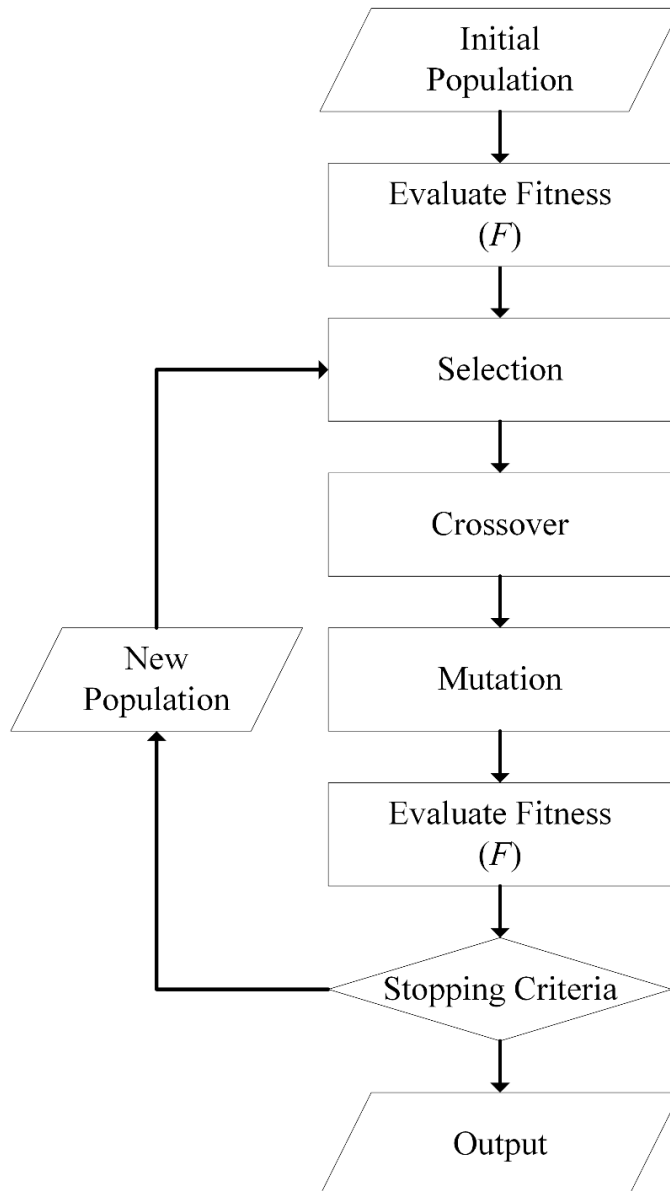 Initial
Population
Evaluate Fitness
(F)
Selection
Crossover
New
Population
Mutation
Evaluate Fitness
(F)
Stopping Criteria
Output